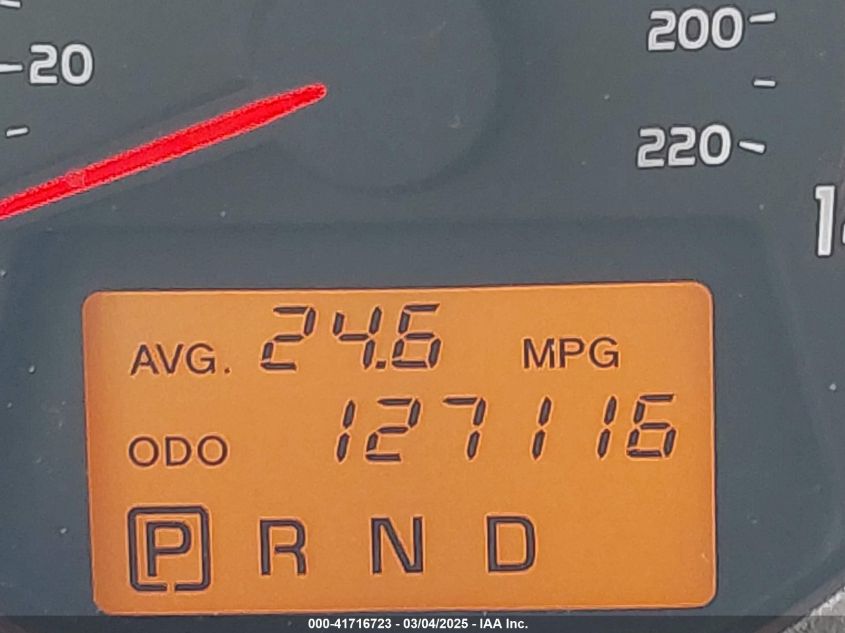 20
200
220
AVG. 24.6 MPG
ODO 127116
P R N D
000-41716723 - 03/04/2025 - IAA Inc.